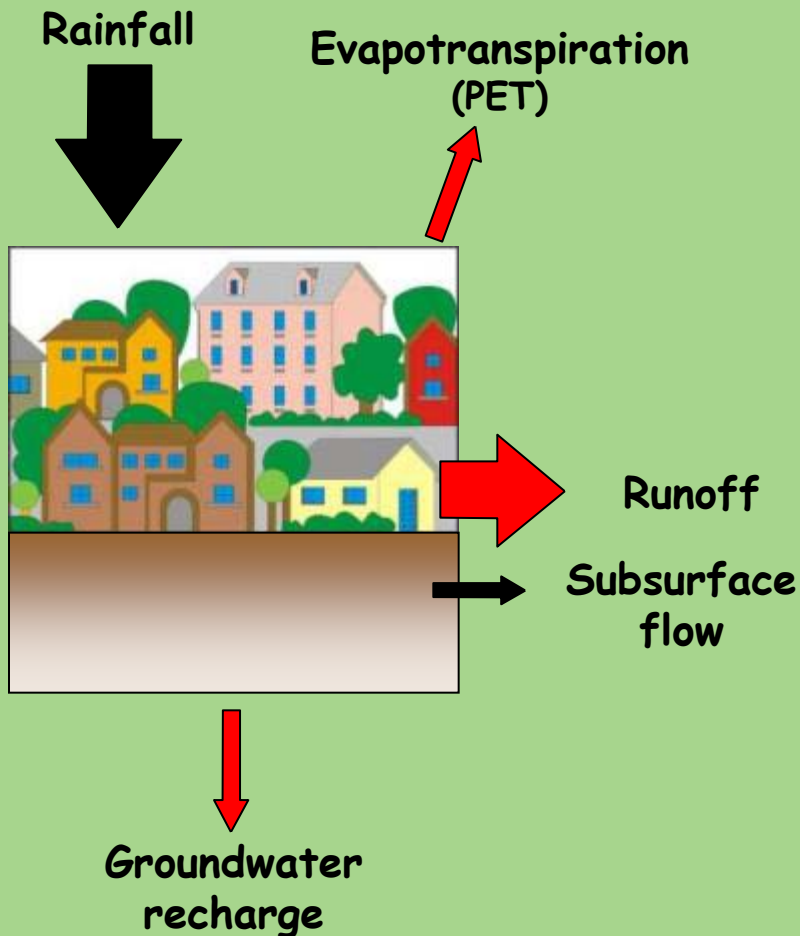 Rainfall
Evapotranspiration
(PET)
Runoff
Subsurface
flow
Groundwater
recharge